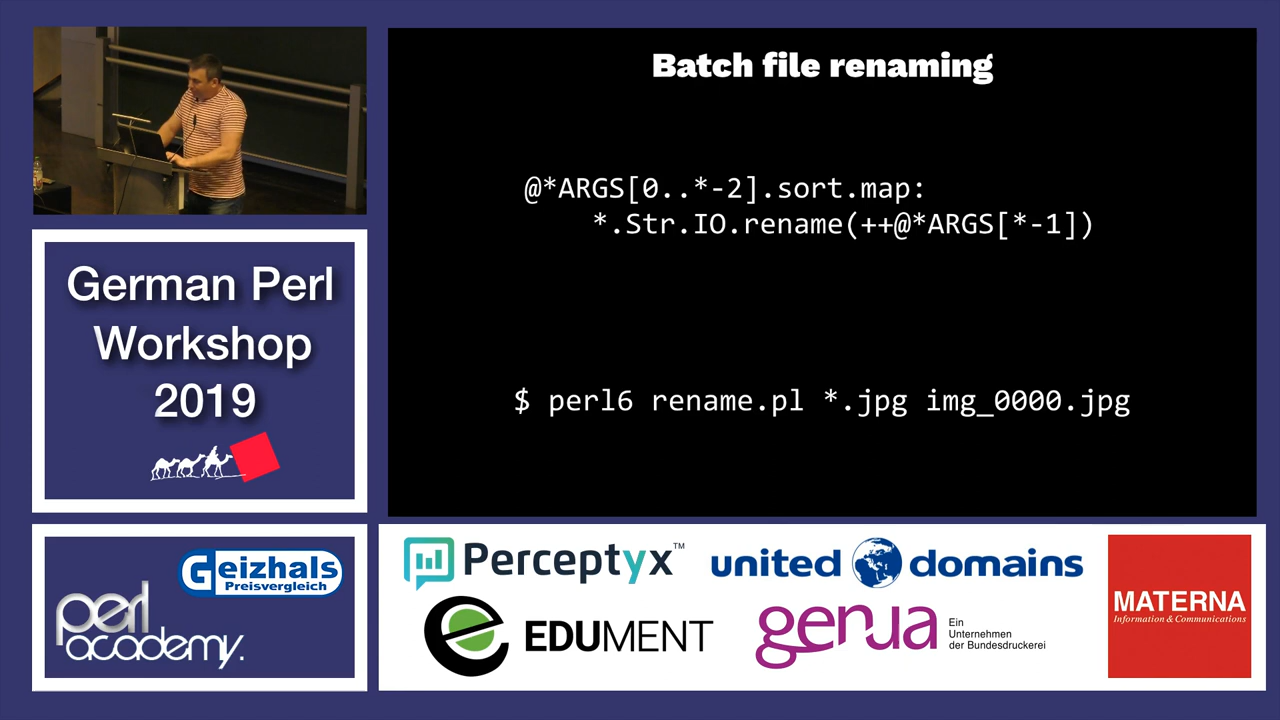 Batch file renaming
@*ARGS[0..*-2].sort.map:
*.Str.IO.rename(++@*ARGS[*-1])
$ perl6 rename.pl *.jpg img_0000.jpg
German Perl
Workshop
2019
Geizhals
Preisvergleich
perl
academy.
Perceptyx™
united domains
EDUMENT
genua
Ein
Unternehmen
der Bundesdruckerei
MATERNA
Information & Communications